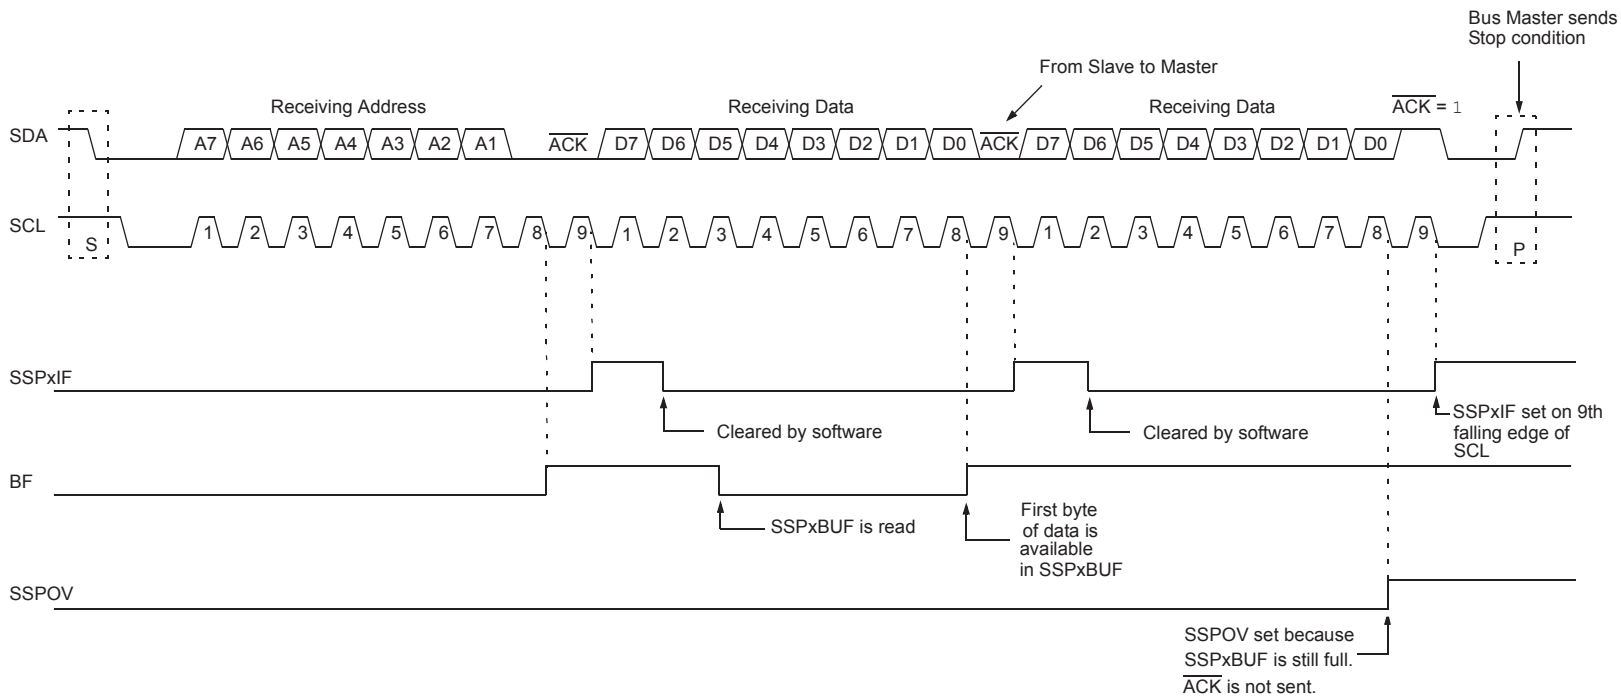 Bus Master sends
Stop condition
From Slave to Master
Receiving Address
Receiving Data
Receiving Data
ACK = 1
SDA
A7 A6 A5 A4 A3 A2 A1 ACK D7 D6 D5 D4 D3 D2 D1 D0 ACK D7 D6 D5 D4 D3 D2 D1 D0
SCL
S 1 2 3 4 5 6 7 8 9 1 2 3 4 5 6 7 8 9 1 2 3 4 5 6 7 8 9 P
SSPxIF
Cleared by software
Cleared by software
SSPxIF set on 9th
falling edge of
SCL
BF
SSPxBUF is read
First byte
of data is
available
in SSPxBUF
SSPOV
SSPOV set because
SSPxBUF is still full.
ACK is not sent.